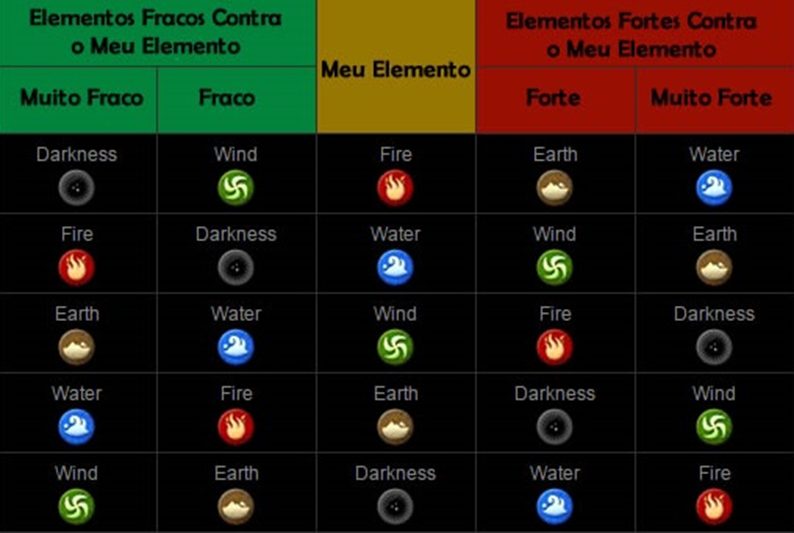 Elementos Fracos Contra
o Meu Elemento
Meu Elemento
Elementos Fortes Contra
o Meu Elemento
Muito Fraco
Fraco
Forte
Muito Forte
Darkness Wind Fire Earth Water
Fire Darkness Water Wind Earth
Earth Water Wind Fire Darkness
Water Fire Earth Darkness Wind
Wind Earth Darkness Water Fire